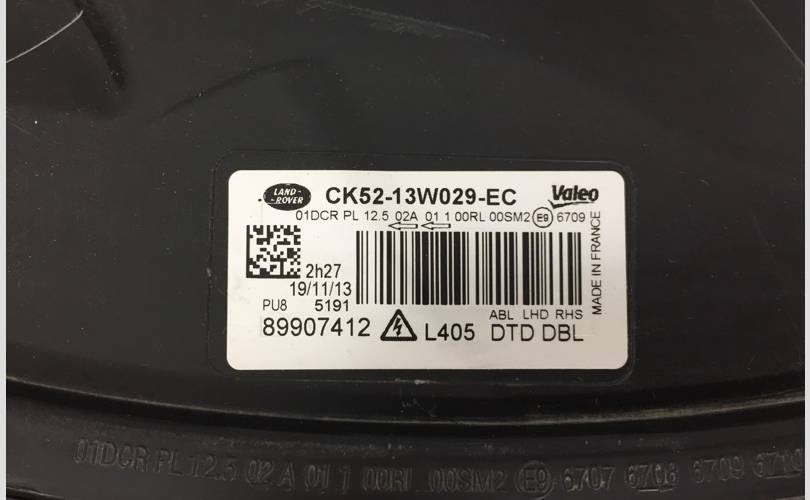 LAND-
-ROVER
CK52-13W029-EC Valeo
01DCR PL 12.5 02A 01 1 00RL 00SM2 E9 6709
2h27
19/11/13
PU8 5191
ABL LHD RHS
89907412 L405 DTD DBL
MADE IN FRANCE
01DCR PL 12.5 02 A 01 1 00RL 00SM2 E9 6707 6708 6709 6710